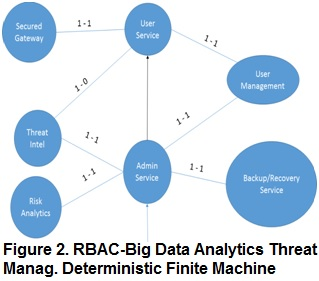 Secured
Gateway
1 - 1
User
Service
1 - 1
User
Management
1 - 0
Threat
Intel
1 - 1
1 - 1
Admin
Service
1 - 1
Backup/Recovery
Service
1 - 1
Risk
Analytics
Figure 2. RBAC-Big Data Analytics Threat
Manag. Deterministic Finite Machine